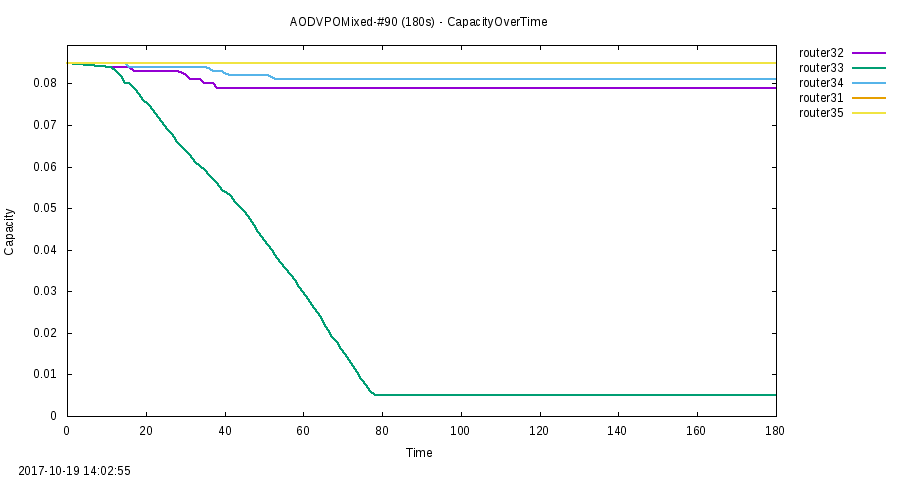 AODVPOMixed-#90 (180s) - CapacityOverTime
router32
router33
router34
router31
router35
0.08
0.07
0.06
0.05
0.04
0.03
0.02
0.01
0
Capacity
0 20 40 60 80 100 120 140 160 180
Time
2017-10-19 14:02:55